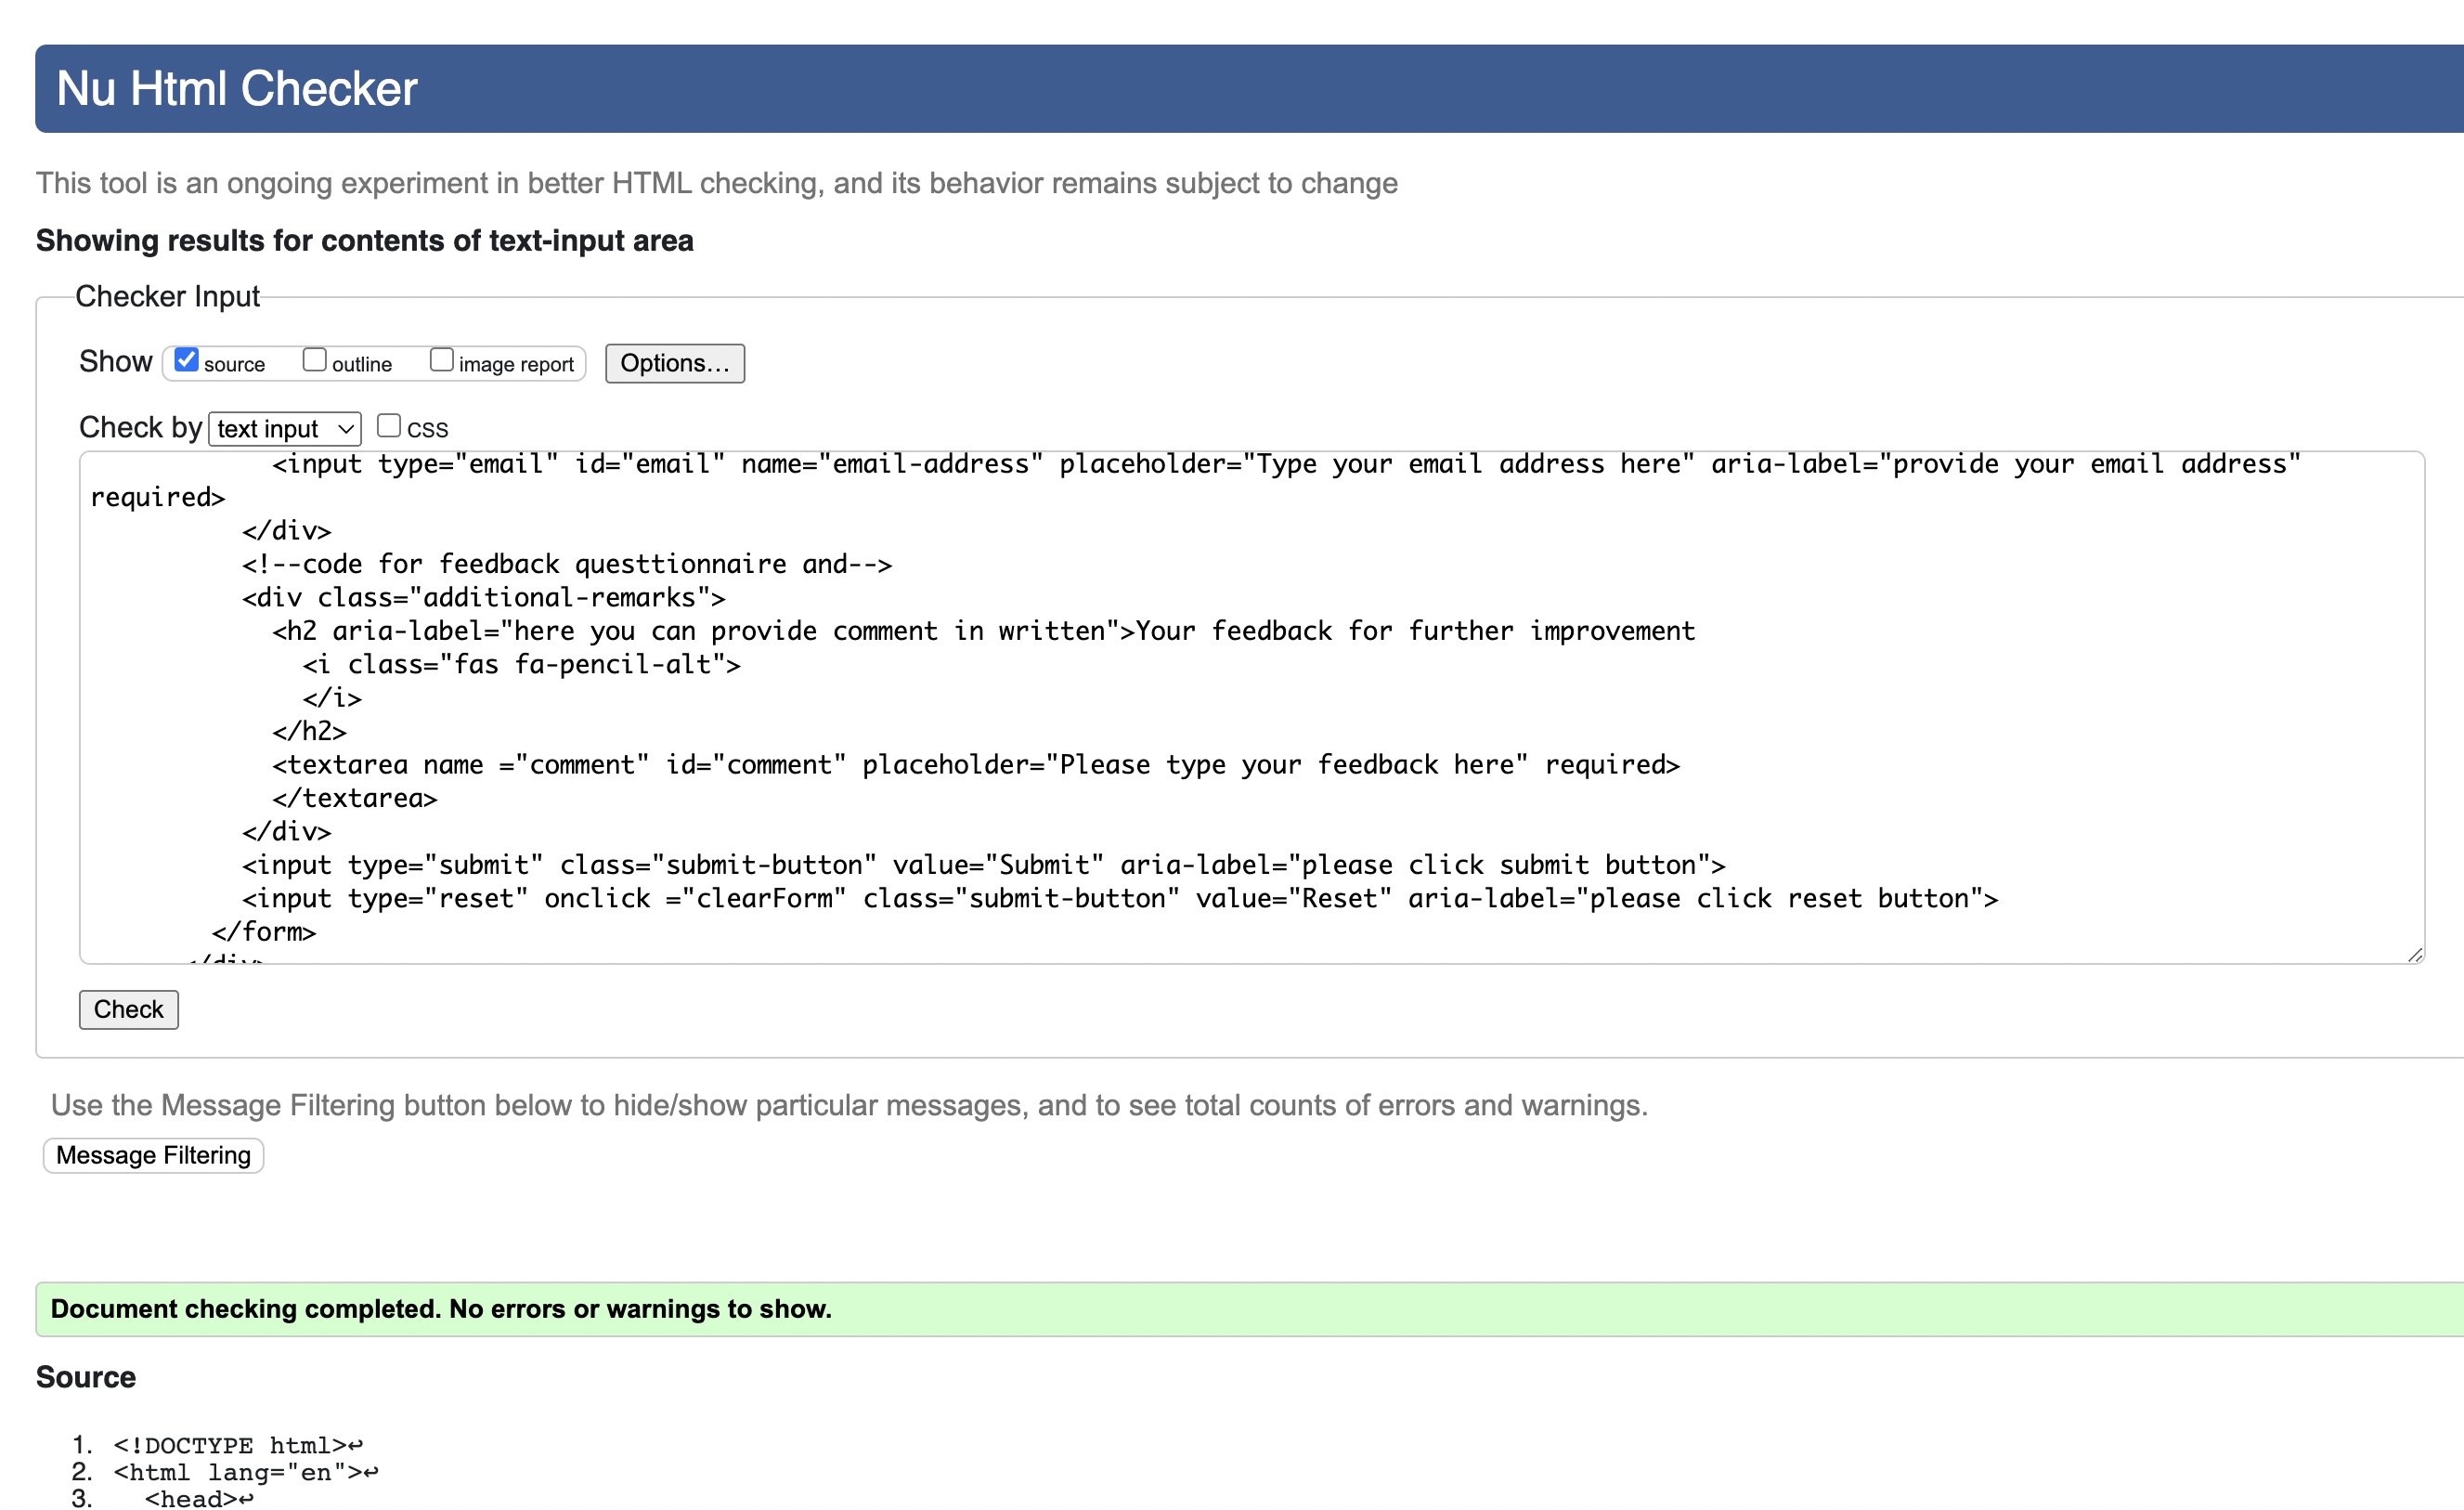 Nu Html Checker
This tool is an ongoing experiment in better HTML checking, and its behavior remains subject to change
Showing results for contents of text-input area
Checker Input
Show source outline image report Options...
Check by text input css
<input type="email" id="email" name="email-address" placeholder="Type your email address here" aria-label="provide your email address"
required>
</div>
<!--code for feedback questtionnaire and-->
<div class="additional-remarks">
<h2 aria-label="here you can provide comment in written">Your feedback for further improvement
<i class="fas fa-pencil-alt">
</i>
</h2>
<textarea name ="comment" id="comment" placeholder="Please type your feedback here" required>
</textarea>
</div>
<input type="submit" class="submit-button" value="Submit" aria-label="please click submit button">
<input type="reset" onclick ="clearForm" class="submit-button" value="Reset" aria-label="please click reset button">
</form>
</div>
Check
Use the Message Filtering button below to hide/show particular messages, and to see total counts of errors and warnings.
Message Filtering
Document checking completed. No errors or warnings to show.
Source
1. <!DOCTYPE html>↩
2. <html lang="en">↩
3. <head>↩